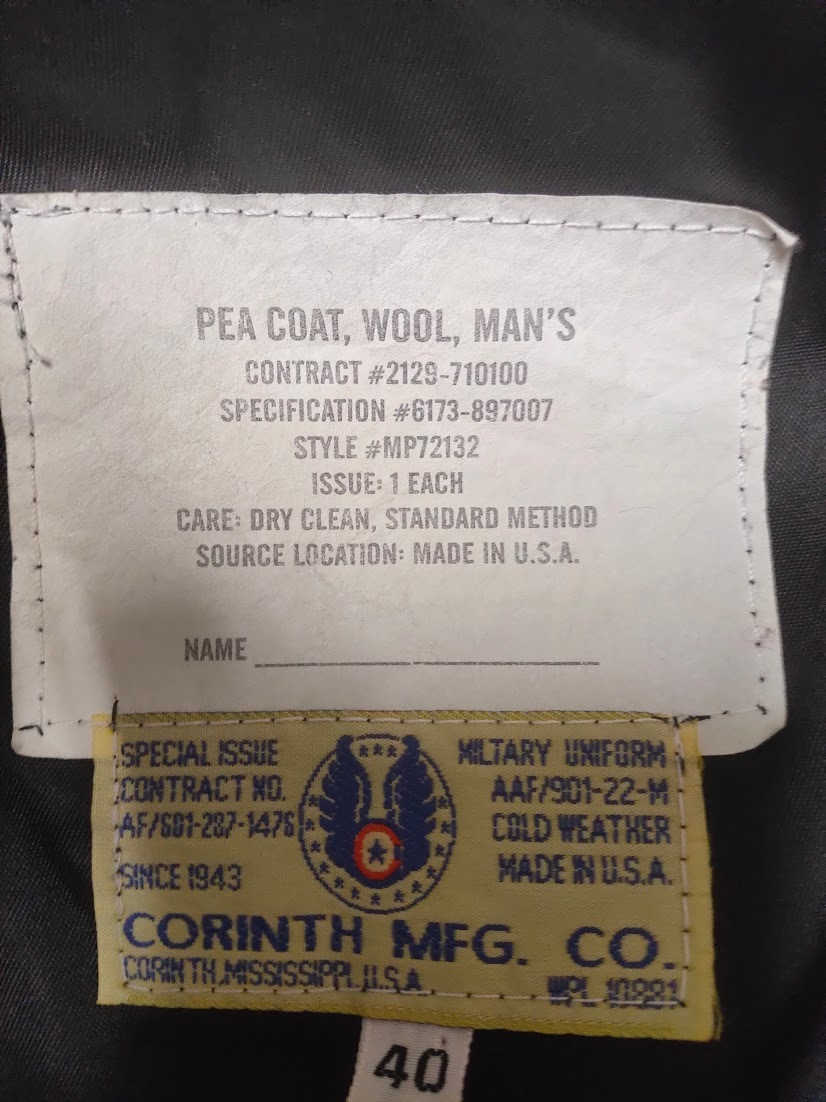 PEA COAT, WOOL, MAN'S
CONTRACT #2129-710100
SPECIFICATION #6173-897007
STYLE #MP72132
ISSUE: 1 EACH
CARE: DRY CLEAN, STANDARD METHOD
SOURCE LOCATION: MADE IN U.S.A.
NAME
SPECIAL ISSUE
CONTRACT NO.
AF/601-287-1476
SINCE 1943
C
MILTARY UNIFORM
AAF/901-22-M
COLD WEATHER
MADE IN U.S.A.
CORINTH MFG. CO.
CORINTH, MISSISSIPPI, U.S.A.
WPL 10881
40